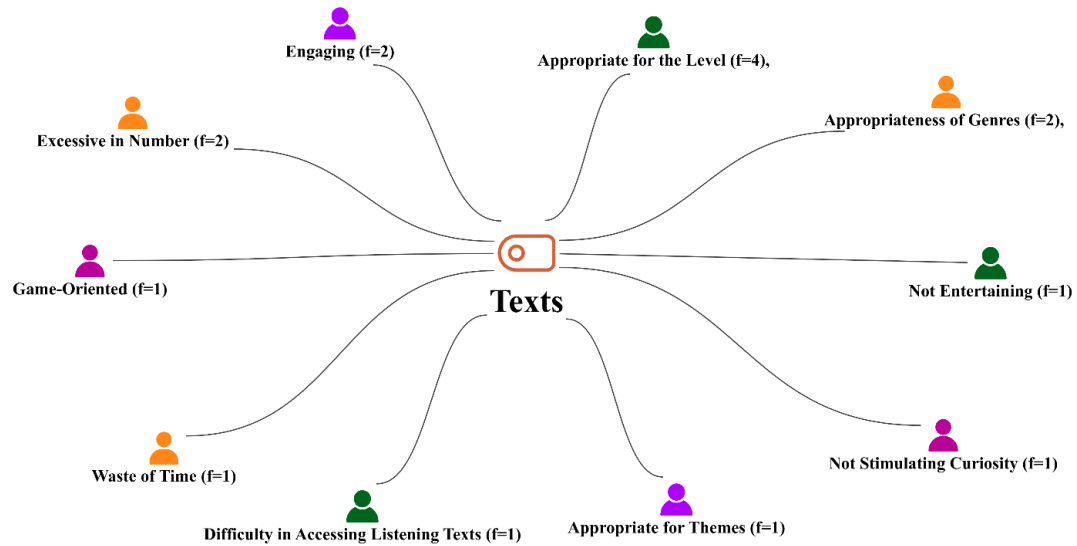 Engaging (f=2)
Appropriate for the Level (f=4),
Appropriateness of Genres (f=2),
Excessive in Number (f=2)
Game-Oriented (f=1)
Not Entertaining (f=1)
Texts
Waste of Time (f=1)
Not Stimulating Curiosity (f=1)
Difficulty in Accessing Listening Texts (f=1)
Appropriate for Themes (f=1)